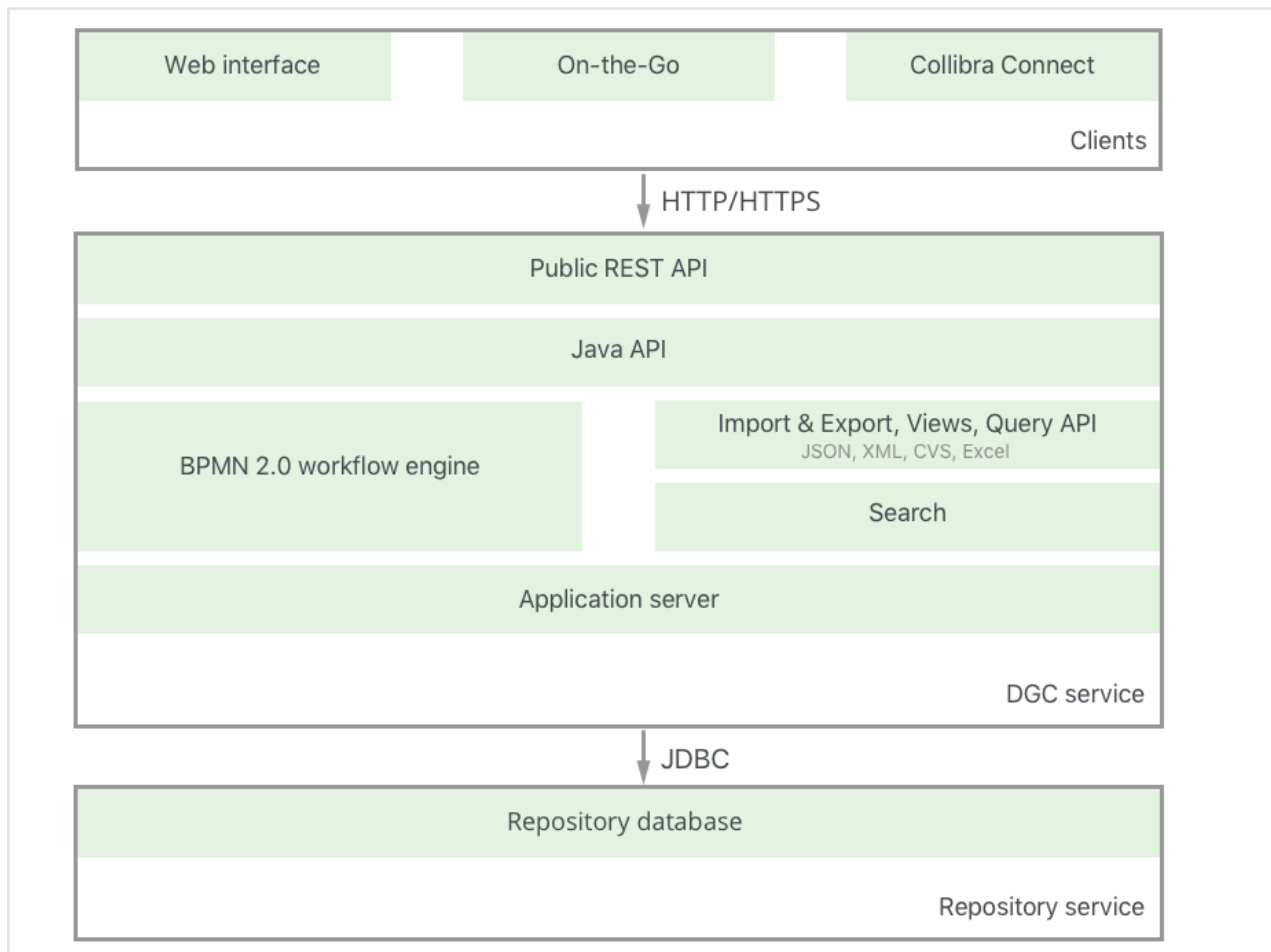 Web interface
On-the-Go
Collibra Connect
Clients
HTTP/HTTPS
Public REST API
Java API
BPMN 2.0 workflow engine
Import & Export, Views, Query API
JSON, XML, CVS, Excel
Search
Application server
DGC service
JDBC
Repository database
Repository service